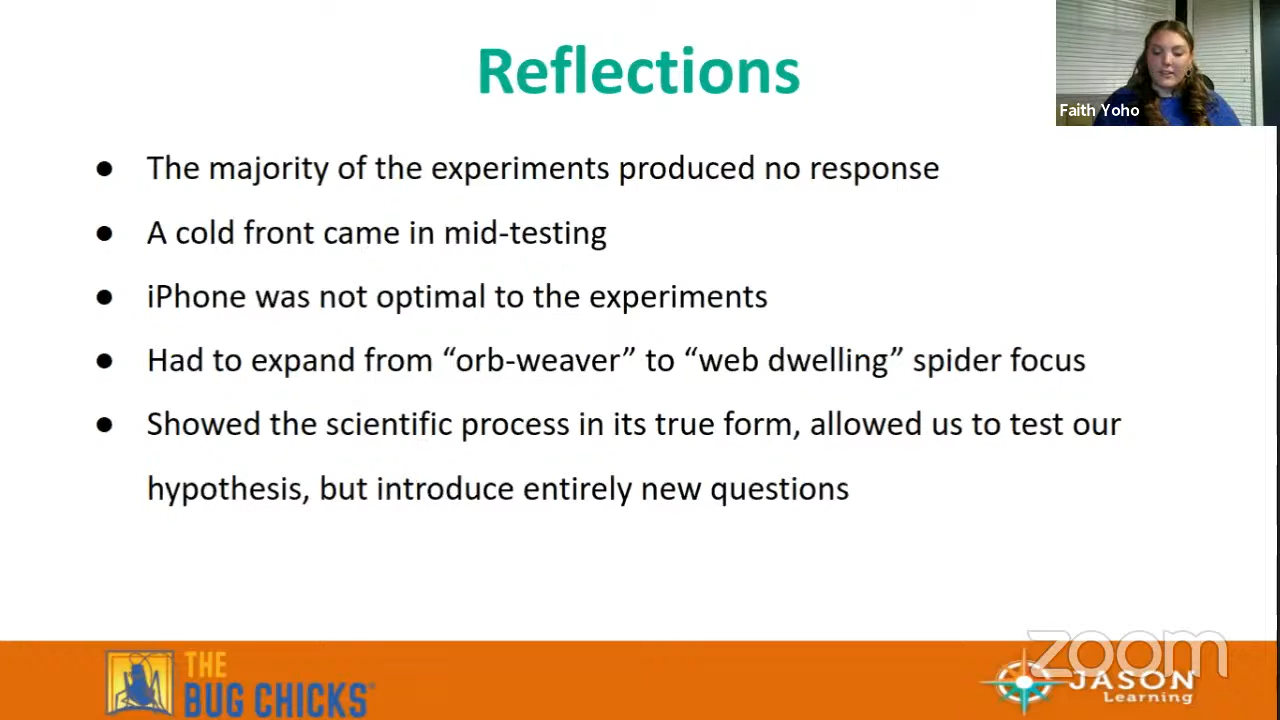 Reflections
Faith Yoho
● The majority of the experiments produced no response
● A cold front came in mid-testing
● iPhone was not optimal to the experiments
● Had to expand from “orb-weaver” to “web dwelling” spider focus
● Showed the scientific process in its true form, allowed us to test our
hypothesis, but introduce entirely new questions
zoom
THE
BUG CHICKS®
JASON
Learning